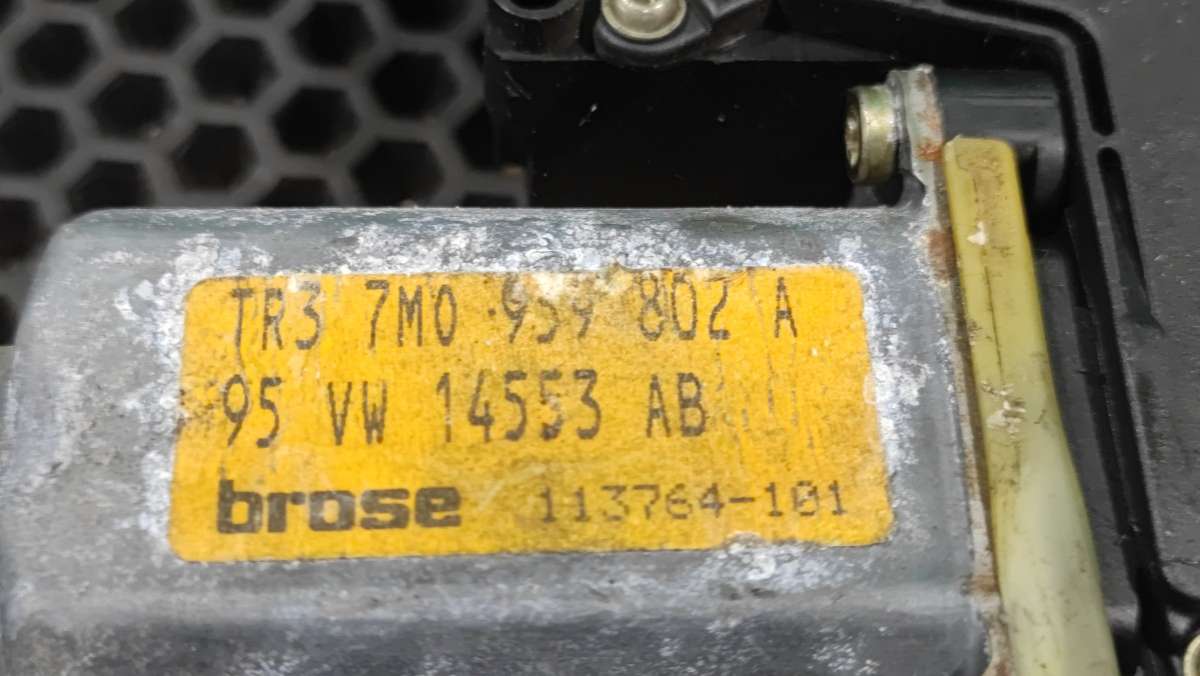 TR3 7M0 959 802 A
95 VW 14553 AB
brose 113764-101